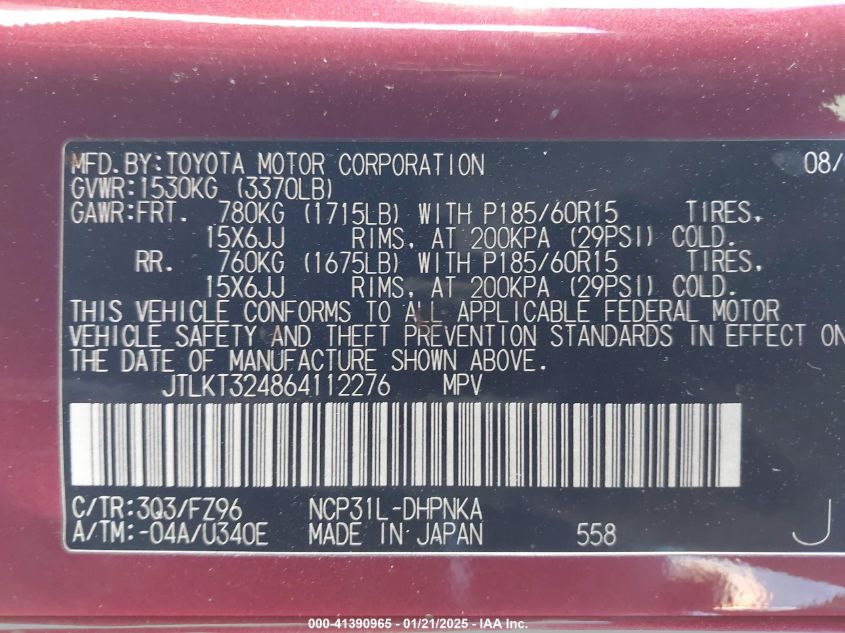 MFD.BY:TOYOTA MOTOR CORPORATION 08/
GVWR:1530KG (3370LB)
GAWR:FRT. 780KG (1715LB) WITH P185/60R15 TIRES,
15X6JJ RIMS, AT 200KPA (29PSI) COLD.
RR. 760KG (1675LB) WITH P185/60R15 TIRES,
15X6JJ RIMS, AT 200KPA (29PSI) COLD.
THIS VEHICLE CONFORMS TO ALL APPLICABLE FEDERAL MOTOR
VEHICLE SAFETY AND THEFT PREVENTION STANDARDS IN EFFECT ON
THE DATE OF MANUFACTURE SHOWN ABOVE.
JTLKT324864112276 MPV
C/TR:3Q3/FZ96 NCP31L-DHPNKA
A/TM:-04A/U340E MADE IN JAPAN 558 J
000-41390965 - 01/21/2025 - IAA Inc.